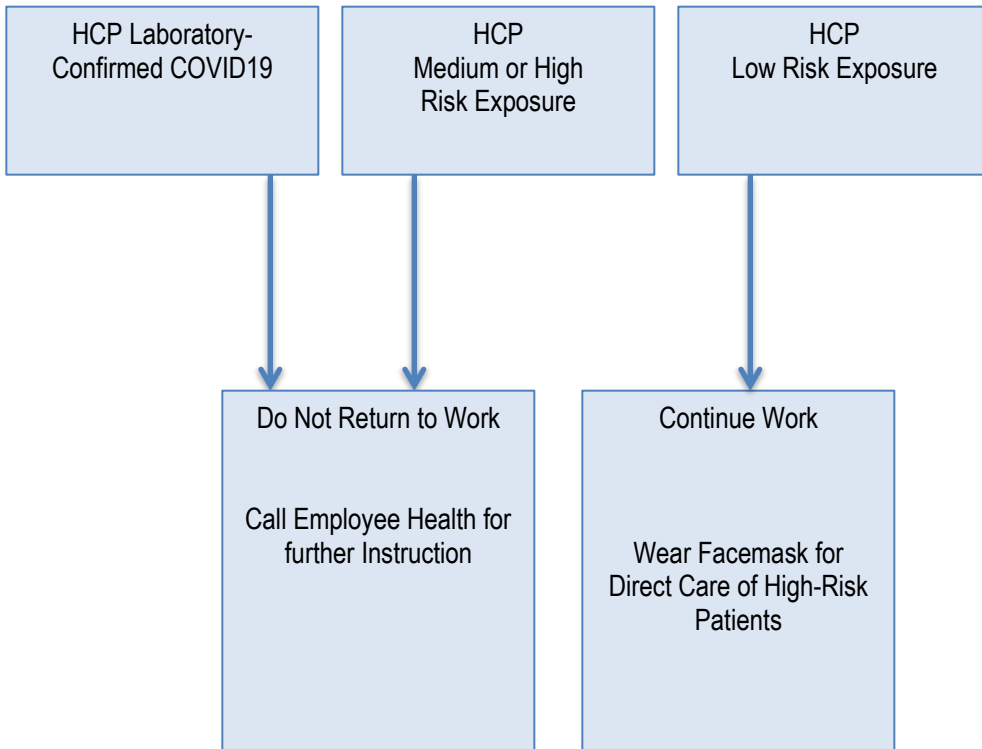 HCP Laboratory-
Confirmed COVID19
HCP
Medium or High
Risk Exposure
HCP
Low Risk Exposure
Do Not Return to Work
Call Employee Health for
further Instruction
Continue Work
Wear Facemask for
Direct Care of High-Risk
Patients